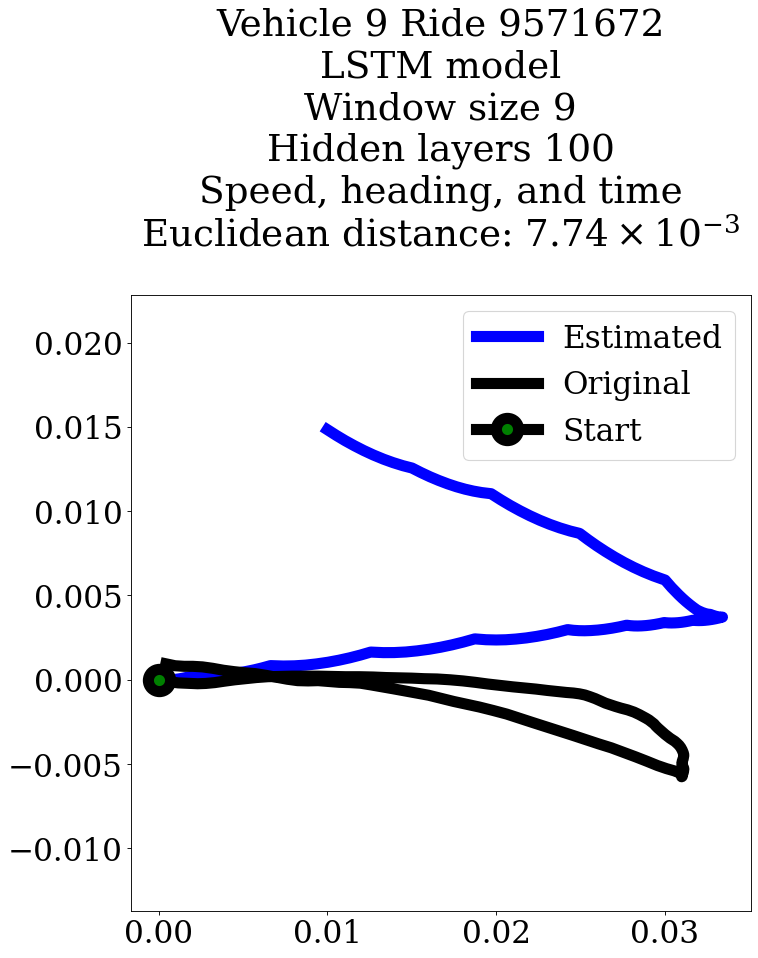 Vehicle 9 Ride 9571672
LSTM model
Window size 9
Hidden layers 100
Speed, heading, and time
Euclidean distance: 7.74 × 10⁻³
Estimated
Original
Start
0.020
0.015
0.010
0.005
0.000
−0.005
−0.010
0.00 0.01 0.02 0.03